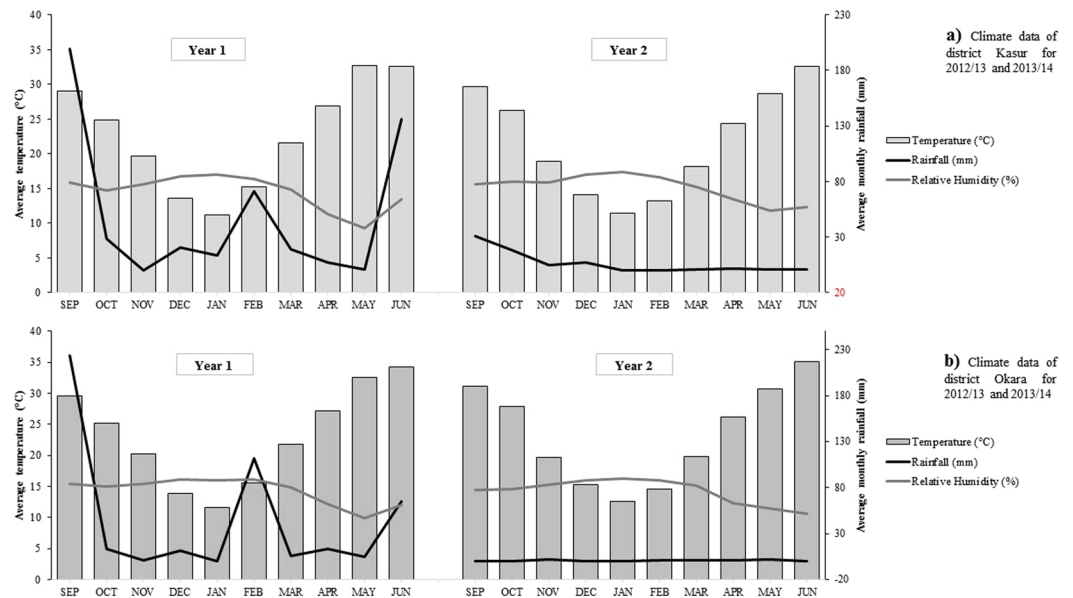 40
35
30
25
20
15
10
5
0
Average temperature (°C)
Year 1
Year 2
230
180
130
80
30
20
Average monthly rainfall (mm)
SEP OCT NOV DEC JAN FEB MAR APR MAY JUN SEP OCT NOV DEC JAN FEB MAR APR MAY JUN
a) Climate data of
district Kasur for
2012/13 and 2013/14
Temperature (°C)
Rainfall (mm)
Relative Humidity (%)
40
35
30
25
20
15
10
5
0
Average temperature (°C)
Year 1
Year 2
230
180
130
80
30
-20
Average monthly rainfall (mm)
SEP OCT NOV DEC JAN FEB MAR APR MAY JUN SEP OCT NOV DEC JAN FEB MAR APR MAY JUN
b) Climate data of
district Okara for
2012/13 and 2013/14
Temperature (°C)
Rainfall (mm)
Relative Humidity (%)